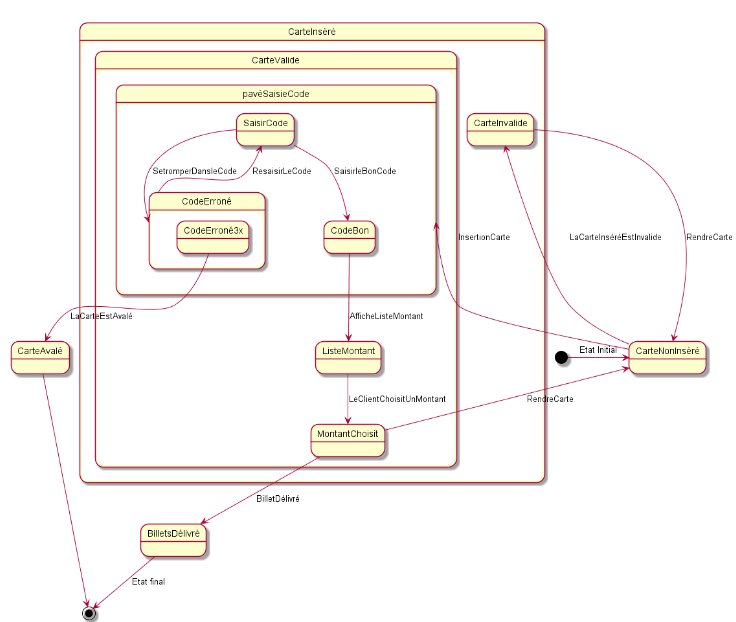 CarteInséré
CarteValide
pavéSaisieCode
SaisirCode
CarteInvalide
SetromperDansleCode
RessaisirLeCode
SaisirleBonCode
CodeErroné
CodeErroné3x
CodeBon
InsertionCarte
LaCarteInséréEstInvalide
RendreCarte
LaCarteEstAvalé
AfficheListeMontant
CarteAvalé
ListeMontant
Etat Initial
CarteNonInséré
LeClientChoisitUnMontant
RendreCarte
MontantChoisit
BilletDélivré
BilletsDélivré
Etat final